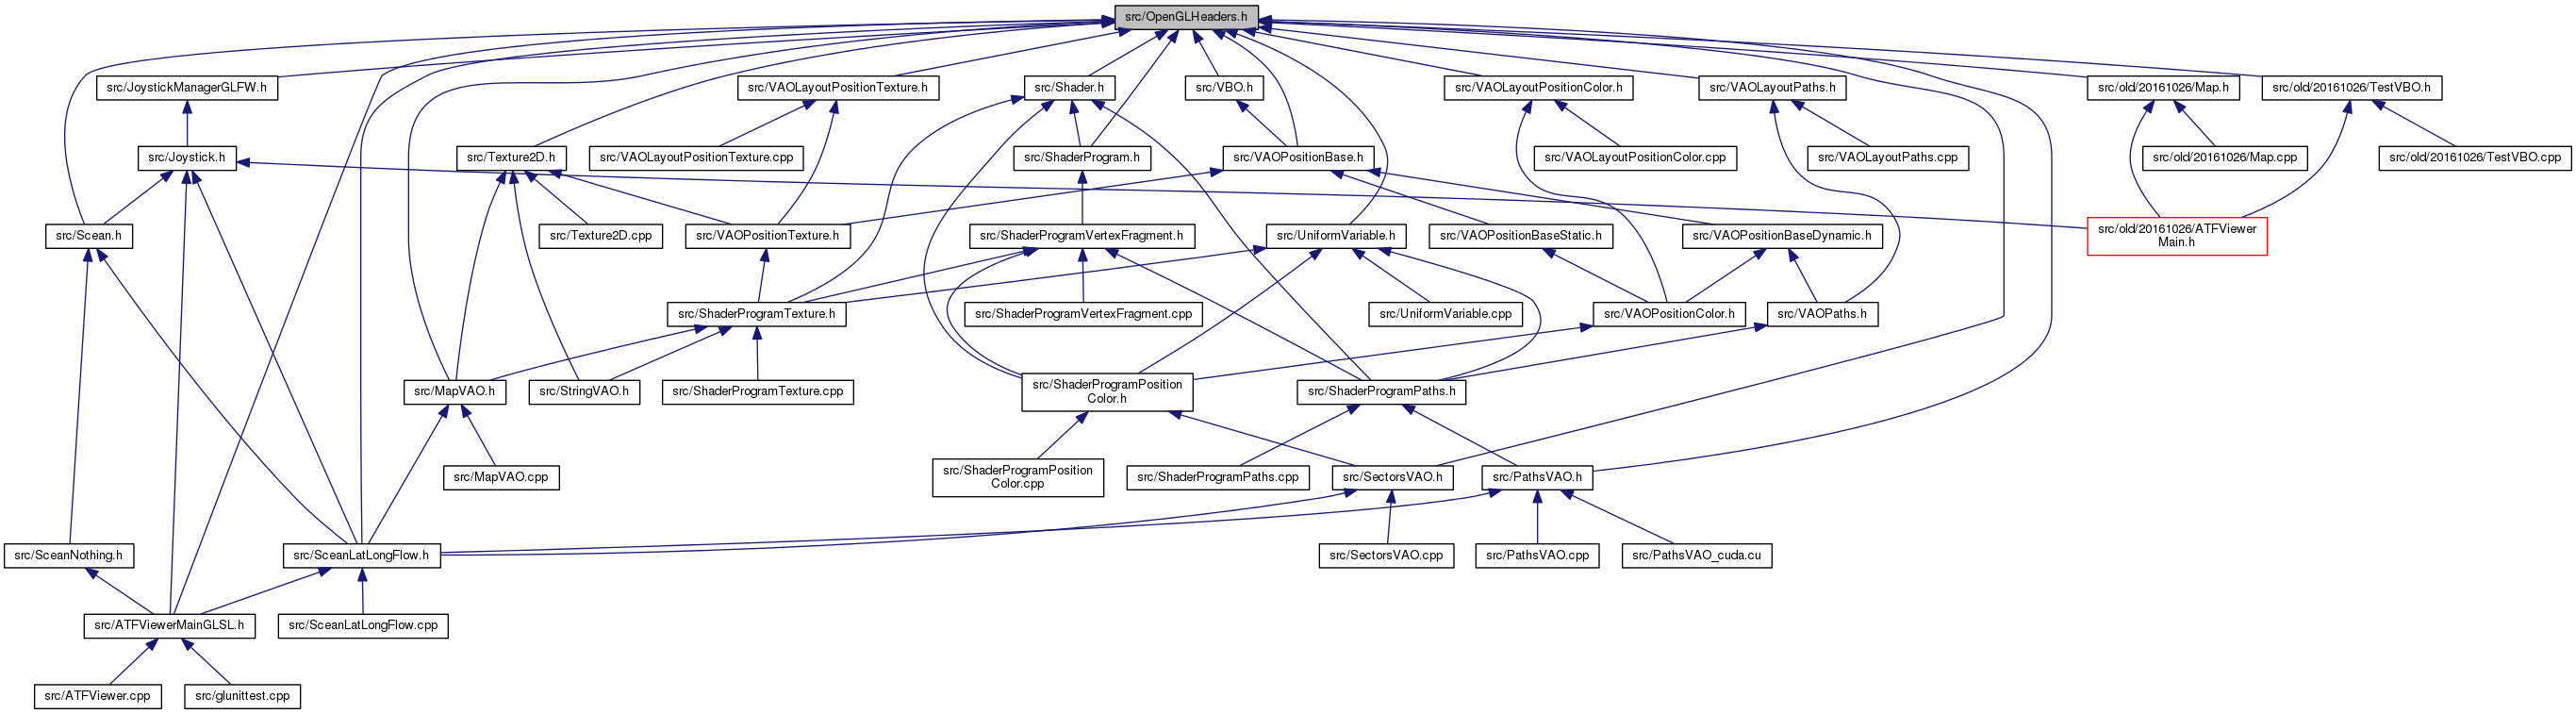 src/OpenGLHeaders.h
src/JoystickManagerGLFW.h
src/VAOLayoutPositionTexture.h
src/Shader.h
src/VBO.h
src/VAOLayoutPositionColor.h
src/VAOLayoutPaths.h
src/old/20161026/Map.h
src/old/20161026/TestVBO.h
src/Joystick.h
src/Texture2D.h
src/VAOLayoutPositionTexture.cpp
src/ShaderProgram.h
src/VAOPositionBase.h
src/VAOLayoutPositionColor.cpp
src/VAOLayoutPaths.cpp
src/old/20161026/Map.cpp
src/old/20161026/TestVBO.cpp
src/Scean.h
src/Texture2D.cpp
src/VAOPositionTexture.h
src/ShaderProgramVertexFragment.h
src/UniformVariable.h
src/VAOPositionBaseStatic.h
src/VAOPositionBaseDynamic.h
src/old/20161026/ATFViewer
Main.h
src/ShaderProgramTexture.h
src/ShaderProgramVertexFragment.cpp
src/UniformVariable.cpp
src/VAOPositionColor.h
src/VAOPaths.h
src/MapVAO.h
src/StringVAO.h
src/ShaderProgramTexture.cpp
src/ShaderProgramPosition
Color.h
src/ShaderProgramPaths.h
src/MapVAO.cpp
src/ShaderProgramPosition
Color.cpp
src/ShaderProgramPaths.cpp
src/SectorsVAO.h
src/PathsVAO.h
src/SceanNothing.h
src/SceanLatLongFlow.h
src/SectorsVAO.cpp
src/PathsVAO.cpp
src/PathsVAO_cuda.cu
src/ATFViewerMainGLSL.h
src/SceanLatLongFlow.cpp
src/ATFViewer.cpp
src/glunittest.cpp